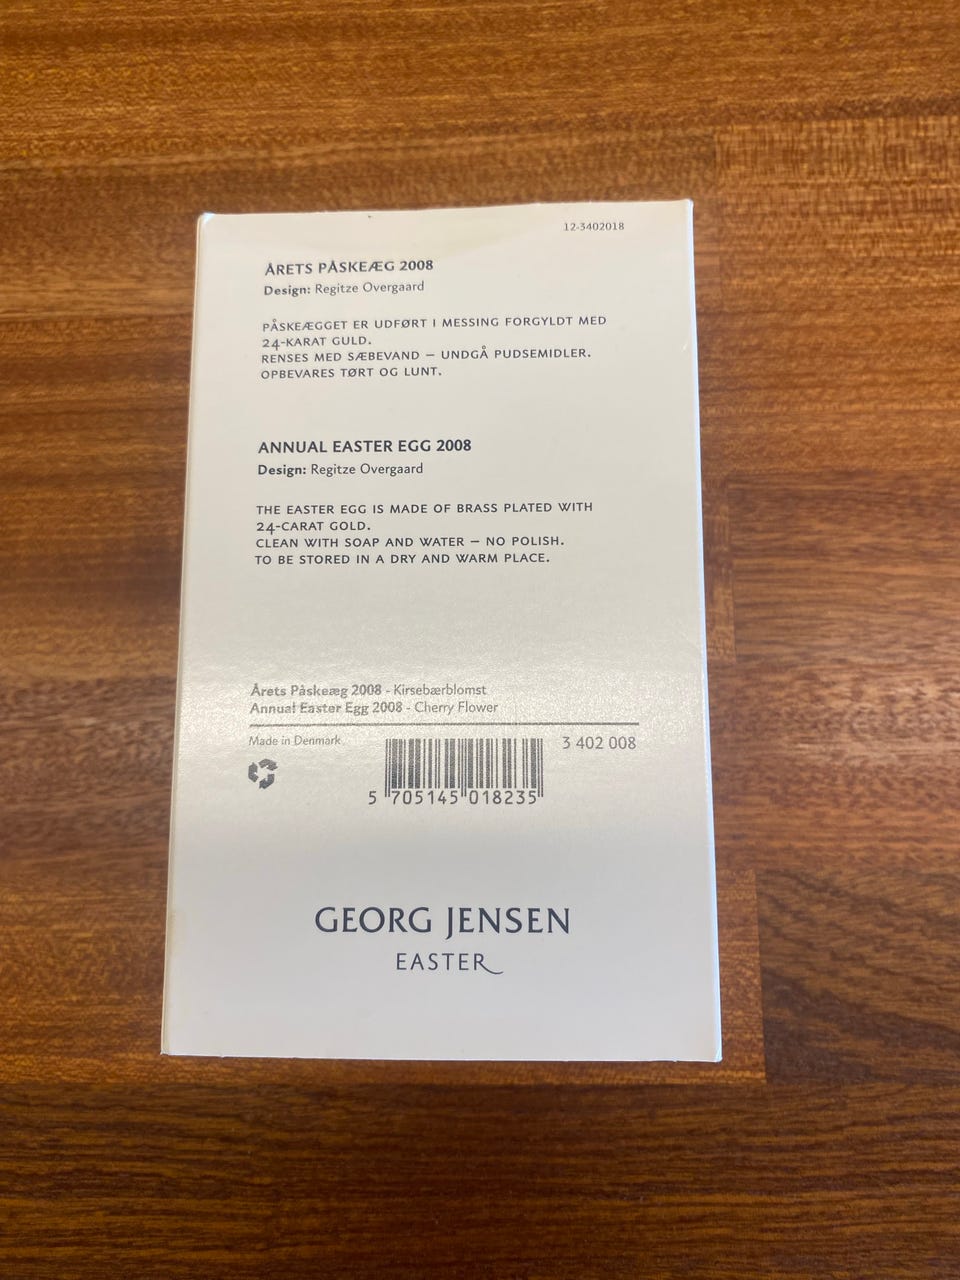 12-3402018
ÅRETS PÅSKEÆG 2008
Design: Regitze Overgaard
PÅSKEÆGGET ER UDFØRT I MESSING FORGYLDT MED
24-KARAT GULD.
RENSES MED SÆBEVAND – UNDGÅ PUDSEMIDLER.
OPBEVARES TØRT OG LUNT.
ANNUAL EASTER EGG 2008
Design: Regitze Overgaard
THE EASTER EGG IS MADE OF BRASS PLATED WITH
24-CARAT GOLD.
CLEAN WITH SOAP AND WATER – NO POLISH.
TO BE STORED IN A DRY AND WARM PLACE.
Årets Påskeæg 2008 - Kirsebærblomst
Annual Easter Egg 2008 - Cherry Flower
Made in Denmark
3 402 008
5 705145 018235
GEORG JENSEN
EASTER